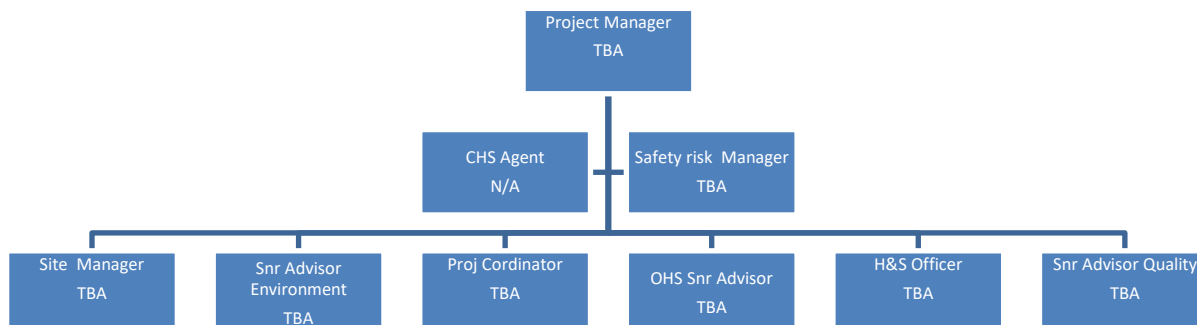 Project Manager
TBA
CHS Agent
N/A
Safety risk  Manager
TBA
Site  Manager
TBA
Snr Advisor
Environment
TBA
Proj Cordinator
TBA
OHS Snr Advisor
TBA
H&S Officer
TBA
Snr Advisor Quality
TBA